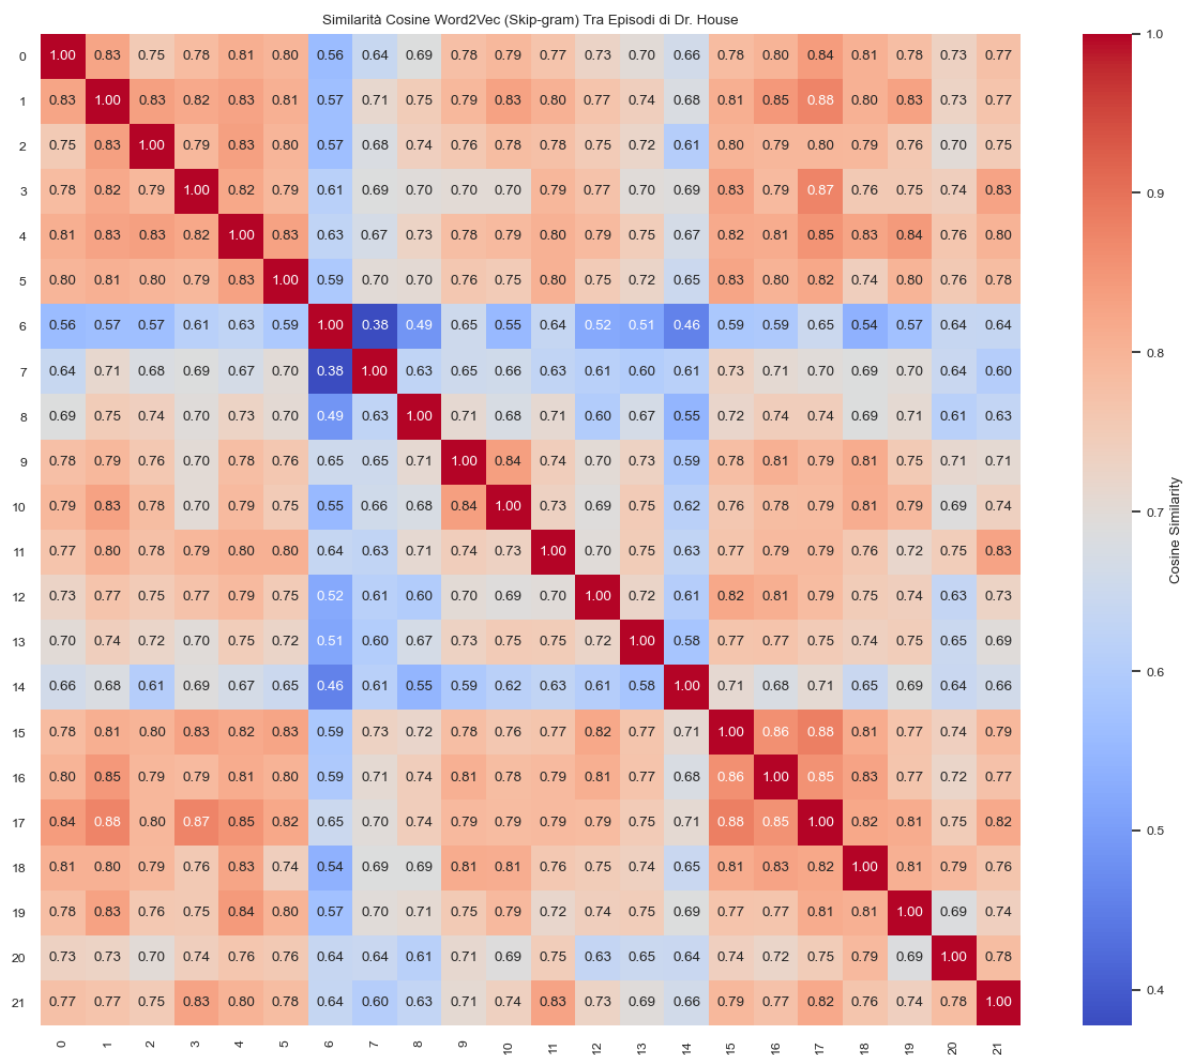 Similarità Cosine Word2Vec (Skip-gram) Tra Episodi di Dr. House
0 1.00 0.83 0.75 0.78 0.81 0.80 0.56 0.64 0.69 0.78 0.79 0.77 0.73 0.70 0.66 0.78 0.80 0.84 0.81 0.78 0.73 0.77
1 0.83 1.00 0.83 0.82 0.83 0.81 0.57 0.71 0.75 0.79 0.83 0.80 0.77 0.74 0.68 0.81 0.85 0.88 0.80 0.83 0.73 0.77
2 0.75 0.83 1.00 0.79 0.83 0.80 0.57 0.68 0.74 0.76 0.78 0.78 0.75 0.72 0.61 0.80 0.79 0.80 0.79 0.76 0.70 0.75
3 0.78 0.82 0.79 1.00 0.82 0.79 0.61 0.69 0.70 0.70 0.70 0.79 0.77 0.70 0.69 0.83 0.79 0.87 0.76 0.75 0.74 0.83
4 0.81 0.83 0.83 0.82 1.00 0.83 0.63 0.67 0.73 0.78 0.79 0.80 0.79 0.75 0.67 0.82 0.81 0.85 0.83 0.84 0.76 0.80
5 0.80 0.81 0.80 0.79 0.83 1.00 0.59 0.70 0.70 0.76 0.75 0.80 0.75 0.72 0.65 0.83 0.80 0.82 0.74 0.80 0.76 0.78
6 0.56 0.57 0.57 0.61 0.63 0.59 1.00 0.38 0.49 0.65 0.55 0.64 0.52 0.51 0.46 0.59 0.59 0.65 0.54 0.57 0.64 0.64
7 0.64 0.71 0.68 0.69 0.67 0.70 0.38 1.00 0.63 0.65 0.66 0.63 0.61 0.60 0.61 0.73 0.71 0.70 0.69 0.70 0.64 0.60
8 0.69 0.75 0.74 0.70 0.73 0.70 0.49 0.63 1.00 0.71 0.68 0.71 0.60 0.67 0.55 0.72 0.74 0.74 0.69 0.71 0.61 0.63
9 0.78 0.79 0.76 0.70 0.78 0.76 0.65 0.65 0.71 1.00 0.84 0.74 0.70 0.73 0.59 0.78 0.81 0.79 0.81 0.75 0.71 0.71
10 0.79 0.83 0.78 0.70 0.79 0.75 0.55 0.66 0.68 0.84 1.00 0.73 0.69 0.75 0.62 0.76 0.78 0.79 0.81 0.79 0.69 0.74
11 0.77 0.80 0.78 0.79 0.80 0.80 0.64 0.63 0.71 0.74 0.73 1.00 0.70 0.75 0.63 0.77 0.79 0.79 0.76 0.72 0.75 0.83
12 0.73 0.77 0.75 0.77 0.79 0.75 0.52 0.61 0.60 0.70 0.69 0.70 1.00 0.72 0.61 0.82 0.81 0.79 0.75 0.74 0.63 0.73
13 0.70 0.74 0.72 0.70 0.75 0.72 0.51 0.60 0.67 0.73 0.75 0.75 0.72 1.00 0.58 0.77 0.77 0.75 0.74 0.75 0.65 0.69
14 0.66 0.68 0.61 0.69 0.67 0.65 0.46 0.61 0.55 0.59 0.62 0.63 0.61 0.58 1.00 0.71 0.68 0.71 0.65 0.69 0.64 0.66
15 0.78 0.81 0.80 0.83 0.82 0.83 0.59 0.73 0.72 0.78 0.76 0.77 0.82 0.77 0.71 1.00 0.86 0.88 0.81 0.77 0.74 0.79
16 0.80 0.85 0.79 0.79 0.81 0.80 0.59 0.71 0.74 0.81 0.78 0.79 0.81 0.77 0.68 0.86 1.00 0.85 0.83 0.77 0.72 0.77
17 0.84 0.88 0.80 0.87 0.85 0.82 0.65 0.70 0.74 0.79 0.79 0.79 0.79 0.75 0.71 0.88 0.85 1.00 0.82 0.81 0.75 0.82
18 0.81 0.80 0.79 0.76 0.83 0.74 0.54 0.69 0.69 0.81 0.81 0.76 0.75 0.74 0.65 0.81 0.83 0.82 1.00 0.81 0.79 0.76
19 0.78 0.83 0.76 0.75 0.84 0.80 0.57 0.70 0.71 0.75 0.79 0.72 0.74 0.75 0.69 0.77 0.77 0.81 0.81 1.00 0.69 0.74
20 0.73 0.73 0.70 0.74 0.76 0.76 0.64 0.64 0.61 0.71 0.69 0.75 0.63 0.65 0.64 0.74 0.72 0.75 0.79 0.69 1.00 0.78
21 0.77 0.77 0.75 0.83 0.80 0.78 0.64 0.60 0.63 0.71 0.74 0.83 0.73 0.69 0.66 0.79 0.77 0.82 0.76 0.74 0.78 1.00
0 1 2 3 4 5 6 7 8 9 10 11 12 13 14 15 16 17 18 19 20 21
1.0
0.9
0.8
0.7
0.6
0.5
0.4
Cosine Similarity